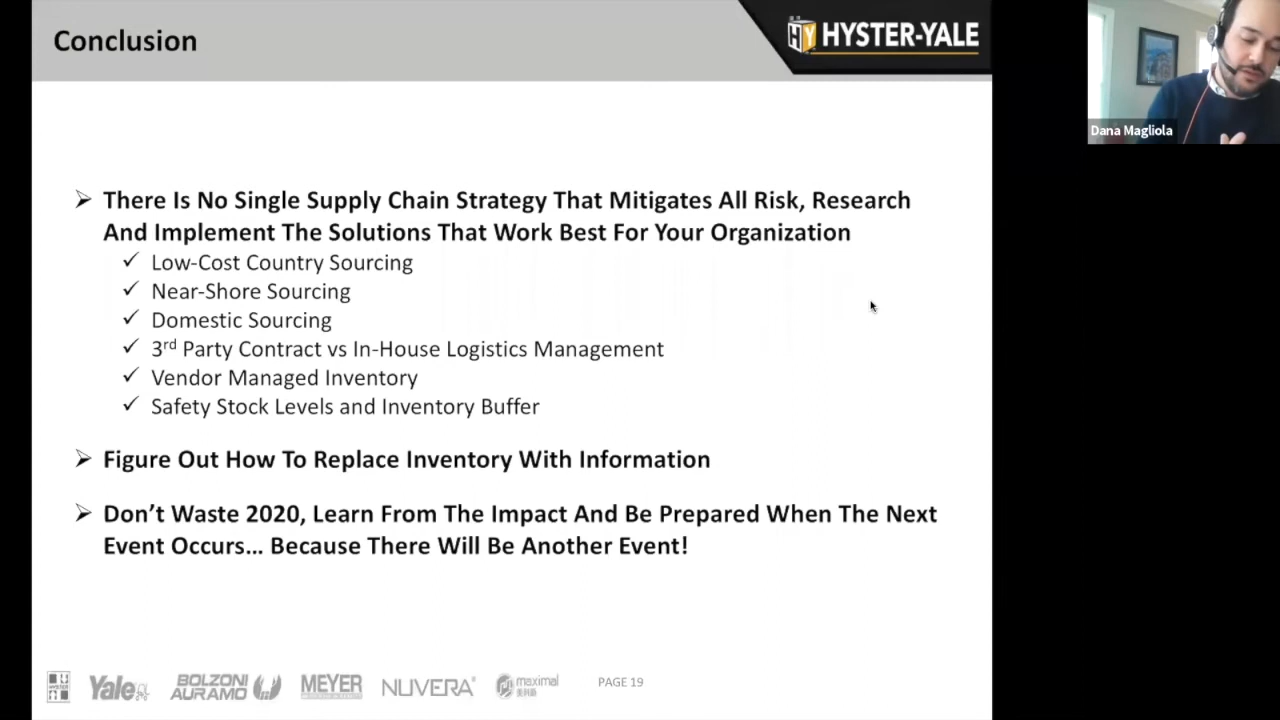 Conclusion
HY HYSTER-YALE
Dana Magliola
There Is No Single Supply Chain Strategy That Mitigates All Risk, Research
And Implement The Solutions That Work Best For Your Organization
Low-Cost Country Sourcing
Near-Shore Sourcing
Domestic Sourcing
3rd Party Contract vs In-House Logistics Management
Vendor Managed Inventory
Safety Stock Levels and Inventory Buffer
Figure Out How To Replace Inventory With Information
Don’t Waste 2020, Learn From The Impact And Be Prepared When The Next
Event Occurs... Because There Will Be Another Event!
HYSTER
Yale
BOLZONI
AURAMO
MEYER
NUVERA
maximal
PAGE 19